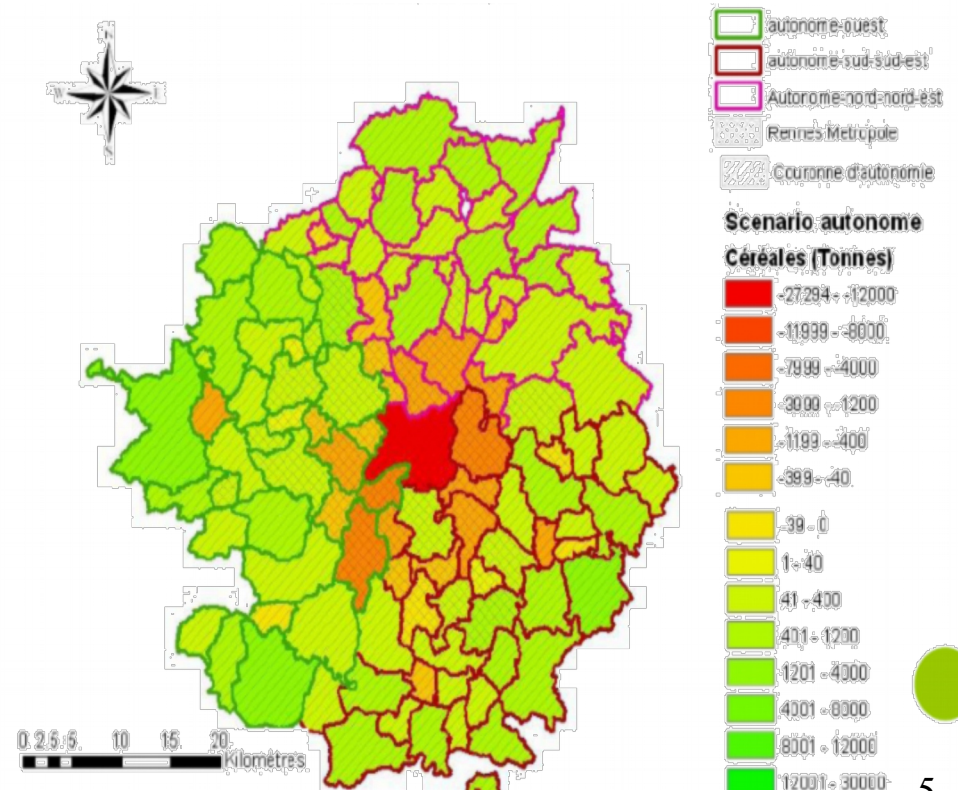 N
W
E
S
autonome-ouest
autonome-sud-sud-est
Autonome-nord-nord-est
Rennes Metropole
Couronne d'autonomie
Scenario autonome
Céréales (Tonnes)
-27294 - -12000
-11999 - -8000
-7999 - -4000
-3999 - -1200
-1199 - -400
-399 - -40
-39 - 0
1 - 40
41 - 400
401 - 1200
1201 - 4000
4001 - 8000
8001 - 12000
12001 - 30000
0 2,5 5 10 15 20
Kilomètres
5